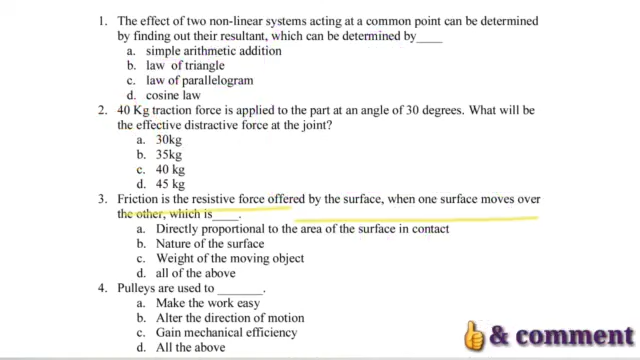 1. The effect of two non-linear systems acting at a common point can be determined
by finding out their resultant, which can be determined by____
a. simple arithmetic addition
b. law of triangle
c. law of parallelogram
d. cosine law
2. 40 Kg traction force is applied to the part at an angle of 30 degrees. What will be
the effective distractive force at the joint?
a. 30kg
b. 35kg
c. 40 kg
d. 45 kg
3. Friction is the resistive force offered by the surface, when one surface moves over
the other, which is____.
a. Directly proportional to the area of the surface in contact
b. Nature of the surface
c. Weight of the moving object
d. all of the above
4. Pulleys are used to _______.
a. Make the work easy
b. Alter the direction of motion
c. Gain mechanical efficiency
d. All the above
& comment